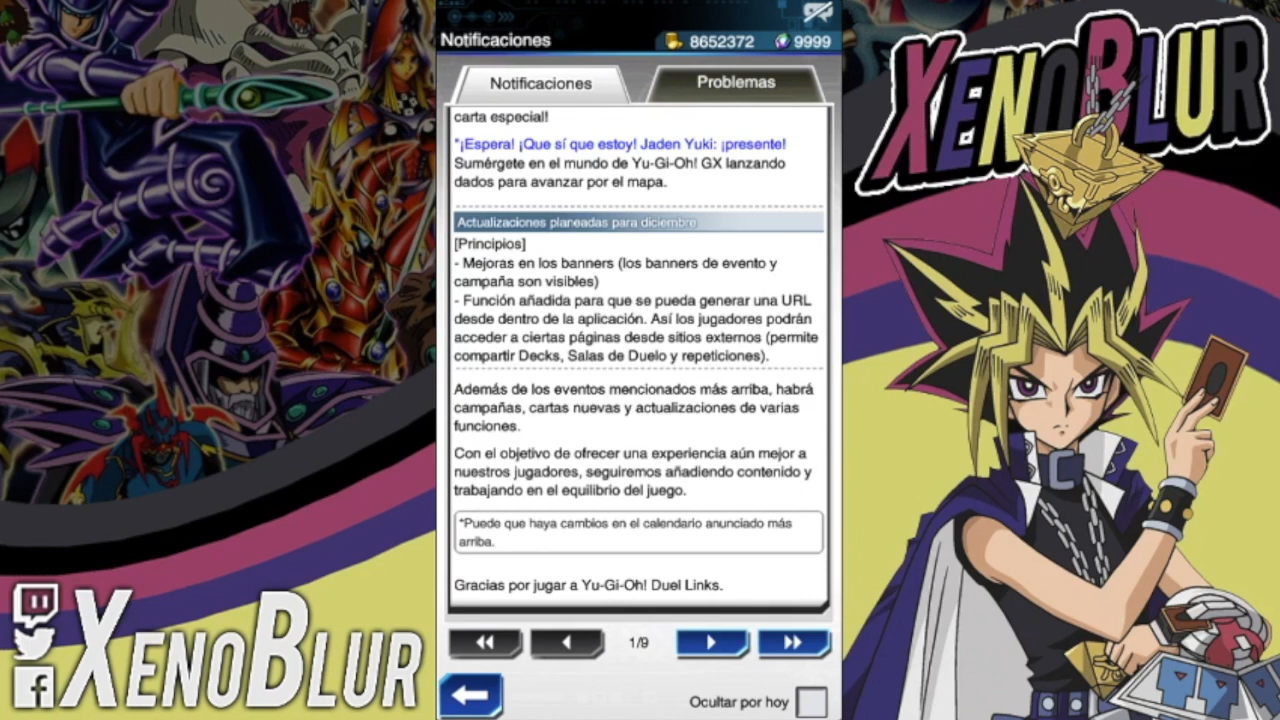 Notificaciones
8652372
9999
Notificaciones
Problemas
carta especial!
"¡Espera! ¡Que sí que estoy! Jaden Yuki: ¡presente!
Sumérgete en el mundo de Yu-Gi-Oh! GX lanzando
dados para avanzar por el mapa.
Actualizaciones planeadas para diciembre
[Principios]
- Mejoras en los banners (los banners de evento y
campaña son visibles)
- Función añadida para que se pueda generar una URL
desde dentro de la aplicación. Así los jugadores podrán
acceder a ciertas páginas desde sitios externos (permite
compartir Decks, Salas de Duelo y repeticiones).
Además de los eventos mencionados más arriba, habrá
campañas, cartas nuevas y actualizaciones de varias
funciones.
Con el objetivo de ofrecer una experiencia aún mejor a
nuestros jugadores, seguiremos añadiendo contenido y
trabajando en el equilibrio del juego.
*Puede que haya cambios en el calendario anunciado más
arriba.
Gracias por jugar a Yu-Gi-Oh! Duel Links.
1/9
Ocultar por hoy
XENOBLUR
XENOBLUR